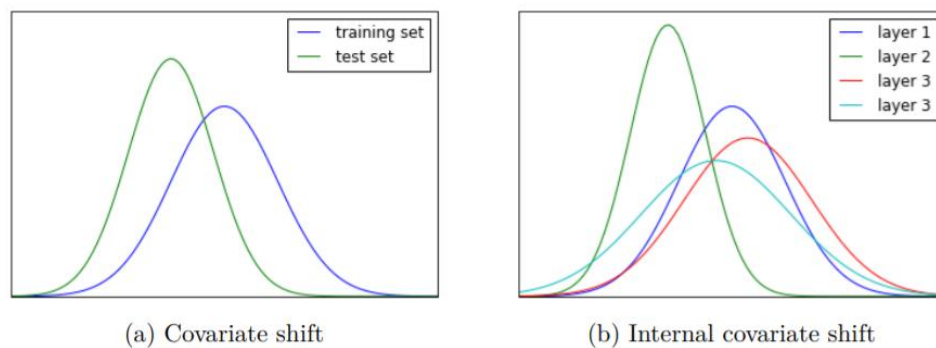 training set
test set
layer 1
layer 2
layer 3
layer 3
(a) Covariate shift
(b) Internal covariate shift